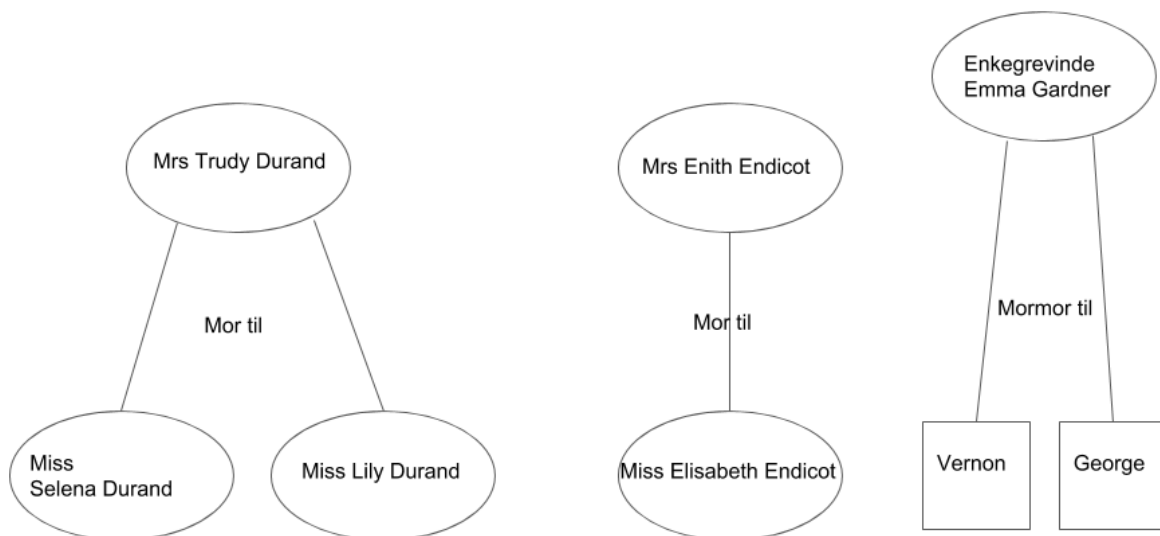 Enkegrevinde
Emma Gardner
Mrs Trudy Durand
Mrs Enith Endicot
Mor til
Mor til
Mormor til
Miss
Selena Durand
Miss Lily Durand
Miss Elisabeth Endicot
Vernon
George